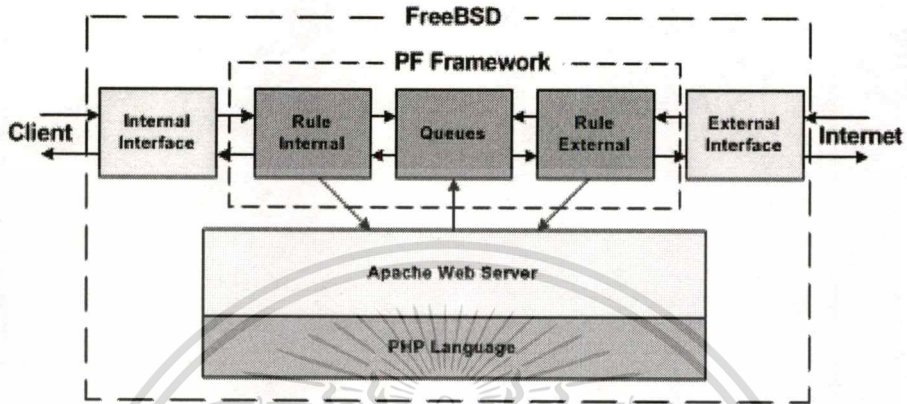 FreeBSD
PF Framework
Client
Internal
Interface
Rule
Internal
Queues
Rule
External
External
Interface
Internet
Apache Web Server
PHP Language